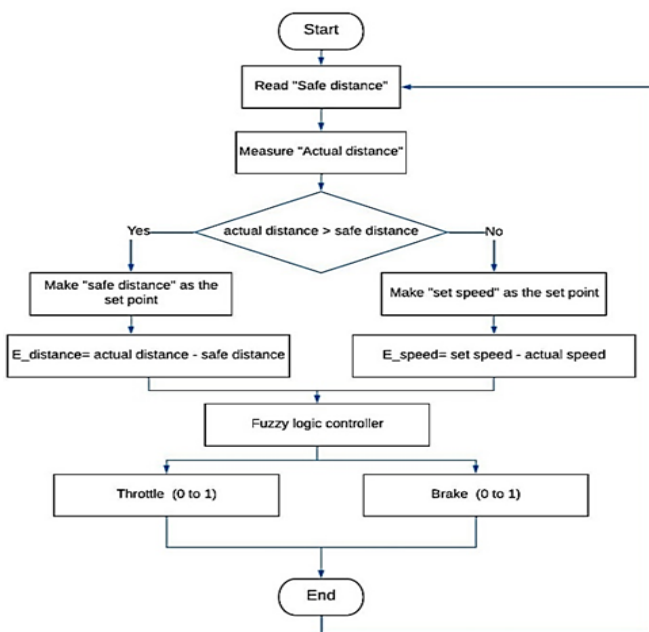 Start
Read "Safe distance"
Measure "Actual distance"
actual distance > safe distance
Yes
No
Make "safe distance" as the
set point
Make "set speed" as the set point
E_distance= actual distance - safe distance
E_speed= set speed - actual speed
Fuzzy logic controller
Throttle (0 to 1)
Brake (0 to 1)
End